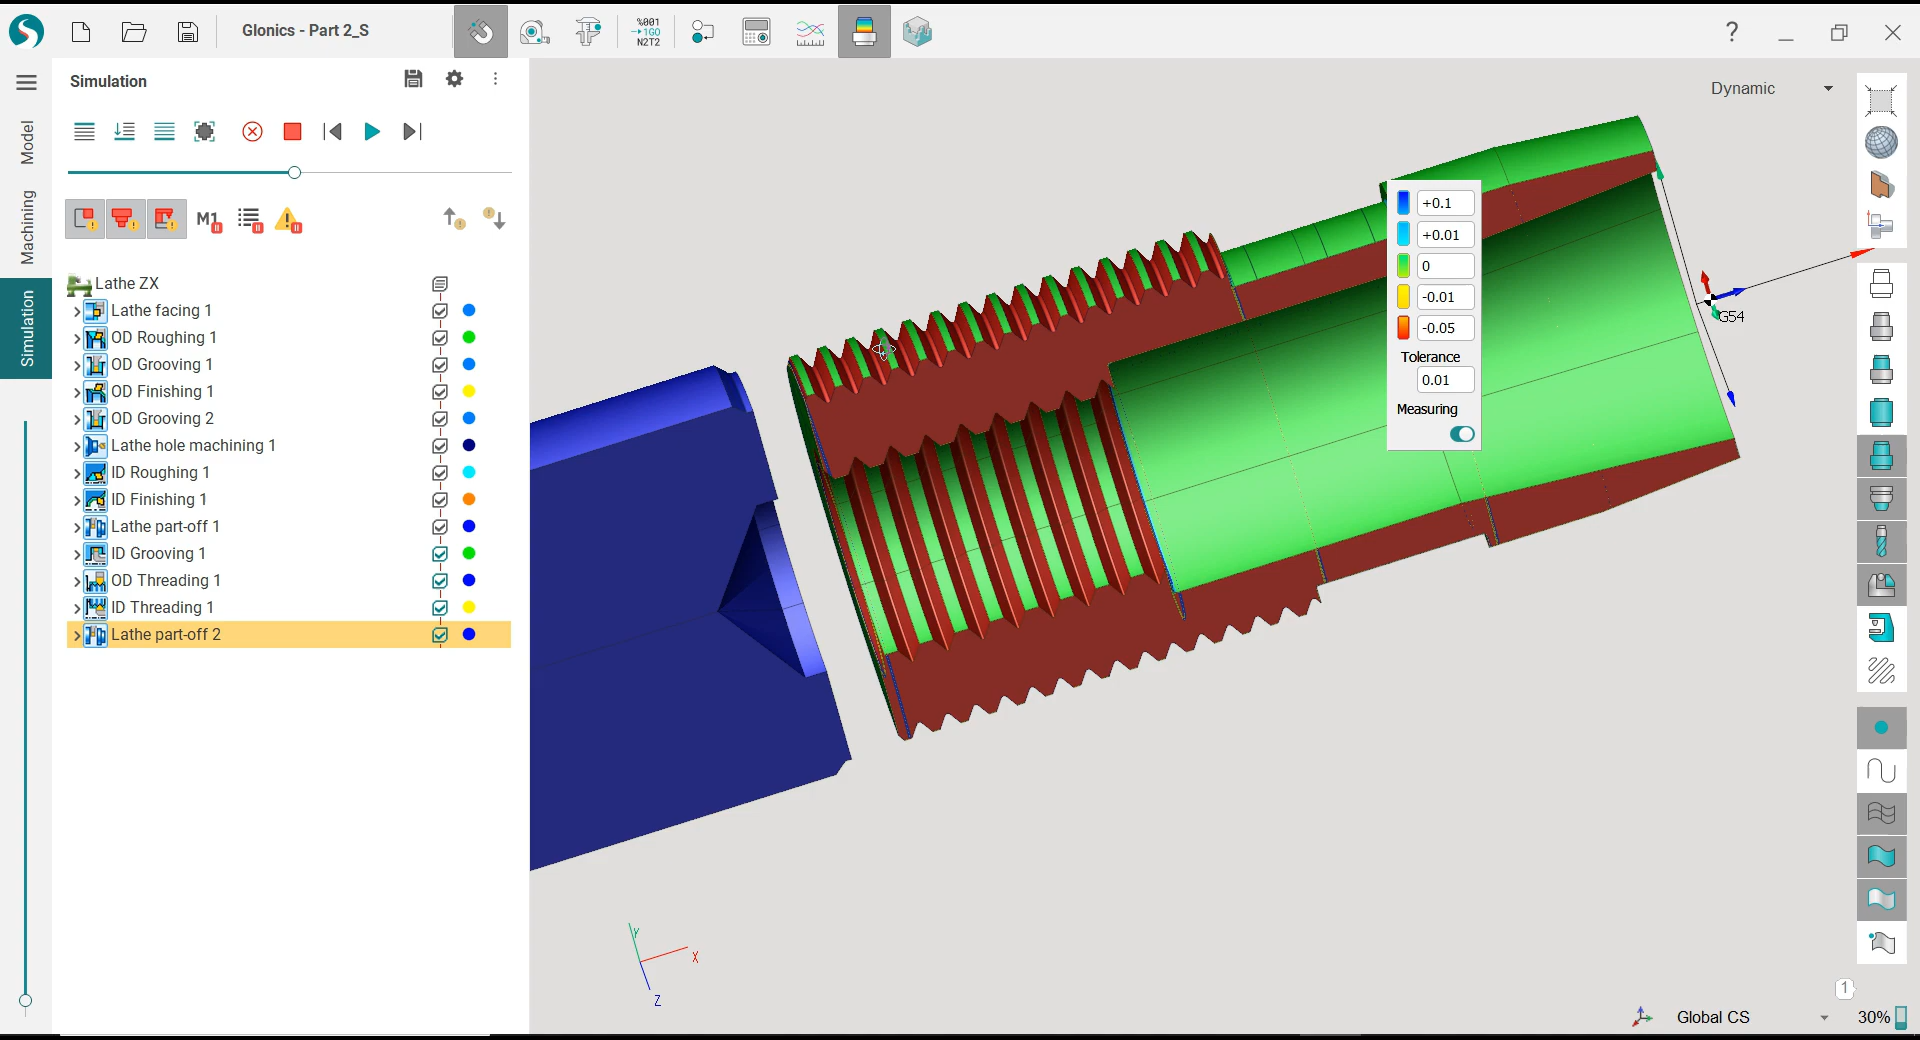 Glonics - Part 2_S
%001
1G0
N2T2
?
Simulation
Dynamic
Model
Machining
Simulation
M1
Lathe ZX
Lathe facing 1
OD Roughing 1
OD Grooving 1
OD Finishing 1
OD Grooving 2
Lathe hole machining 1
ID Roughing 1
ID Finishing 1
Lathe part-off 1
ID Grooving 1
OD Threading 1
ID Threading 1
Lathe part-off 2
+0.1
+0.01
0
-0.01
-0.05
Tolerance
0.01
Measuring
G54
Y
X
Z
1
Global CS
30%